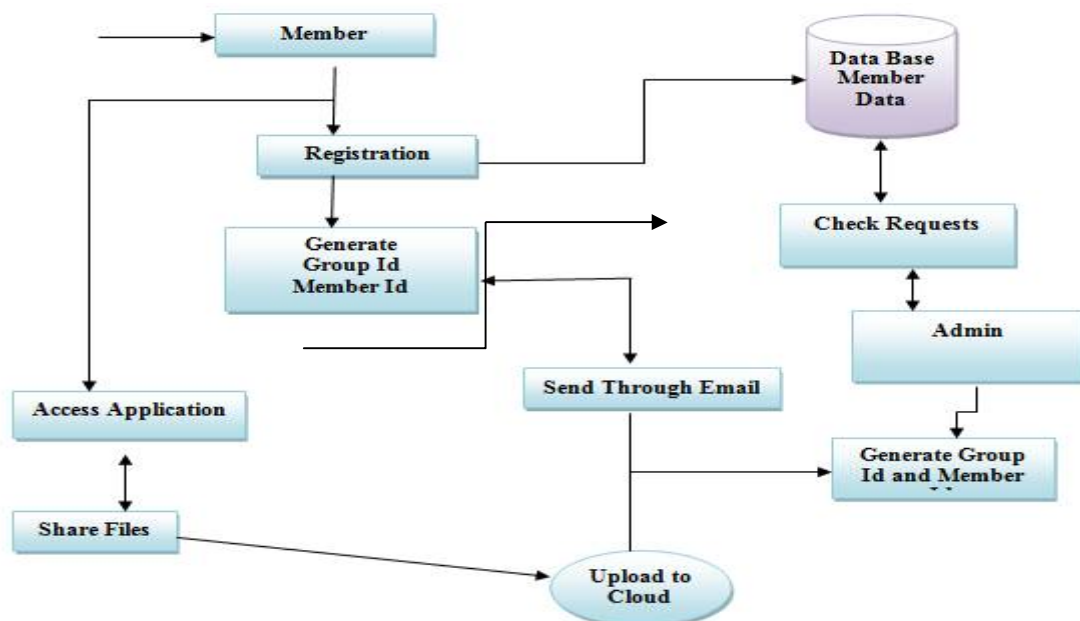 Member
Data Base
Member
Data
Registration
Check Requests
Generate
Group Id
Member Id
Admin
Send Through Email
Access Application
Generate Group
Id and Member
Share Files
Upload to
Cloud